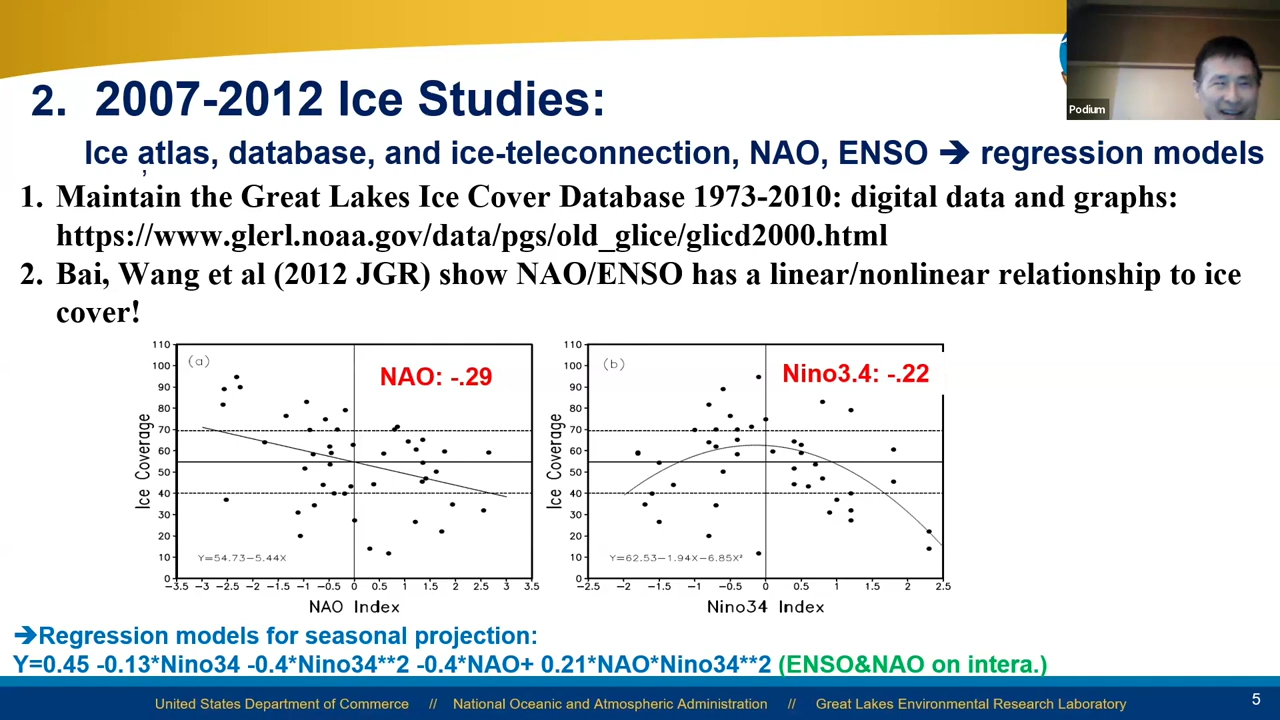 Podium
2. 2007-2012 Ice Studies:
Ice atlas, database, and ice-teleconnection, NAO, ENSO ➔ regression models
,
1. Maintain the Great Lakes Ice Cover Database 1973-2010: digital data and graphs:
https://www.glerl.noaa.gov/data/pgs/old_glice/glicd2000.html
2. Bai, Wang et al (2012 JGR) show NAO/ENSO has a linear/nonlinear relationship to ice
cover!
(a)
NAO: -.29
Ice Coverage
110
100
90
80
70
60
50
40
30
20
10
0
Y=54.73-5.44X
-3.5 -3 -2.5 -2 -1.5 -1 -0.5 0 0.5 1 1.5 2 2.5 3 3.5
NAO Index
(b)
Nino3.4: -.22
Ice Coverage
110
100
90
80
70
60
50
40
30
20
10
0
Y=62.53-1.94X-6.85X²
-2.5 -2 -1.5 -1 -0.5 0 0.5 1 1.5 2 2.5
Nino34 Index
➔Regression models for seasonal projection:
Y=0.45 -0.13*Nino34 -0.4*Nino34**2 -0.4*NAO+ 0.21*NAO*Nino34**2 (ENSO&NAO on intera.)
United States Department of Commerce // National Oceanic and Atmospheric Administration // Great Lakes Environmental Research Laboratory
5